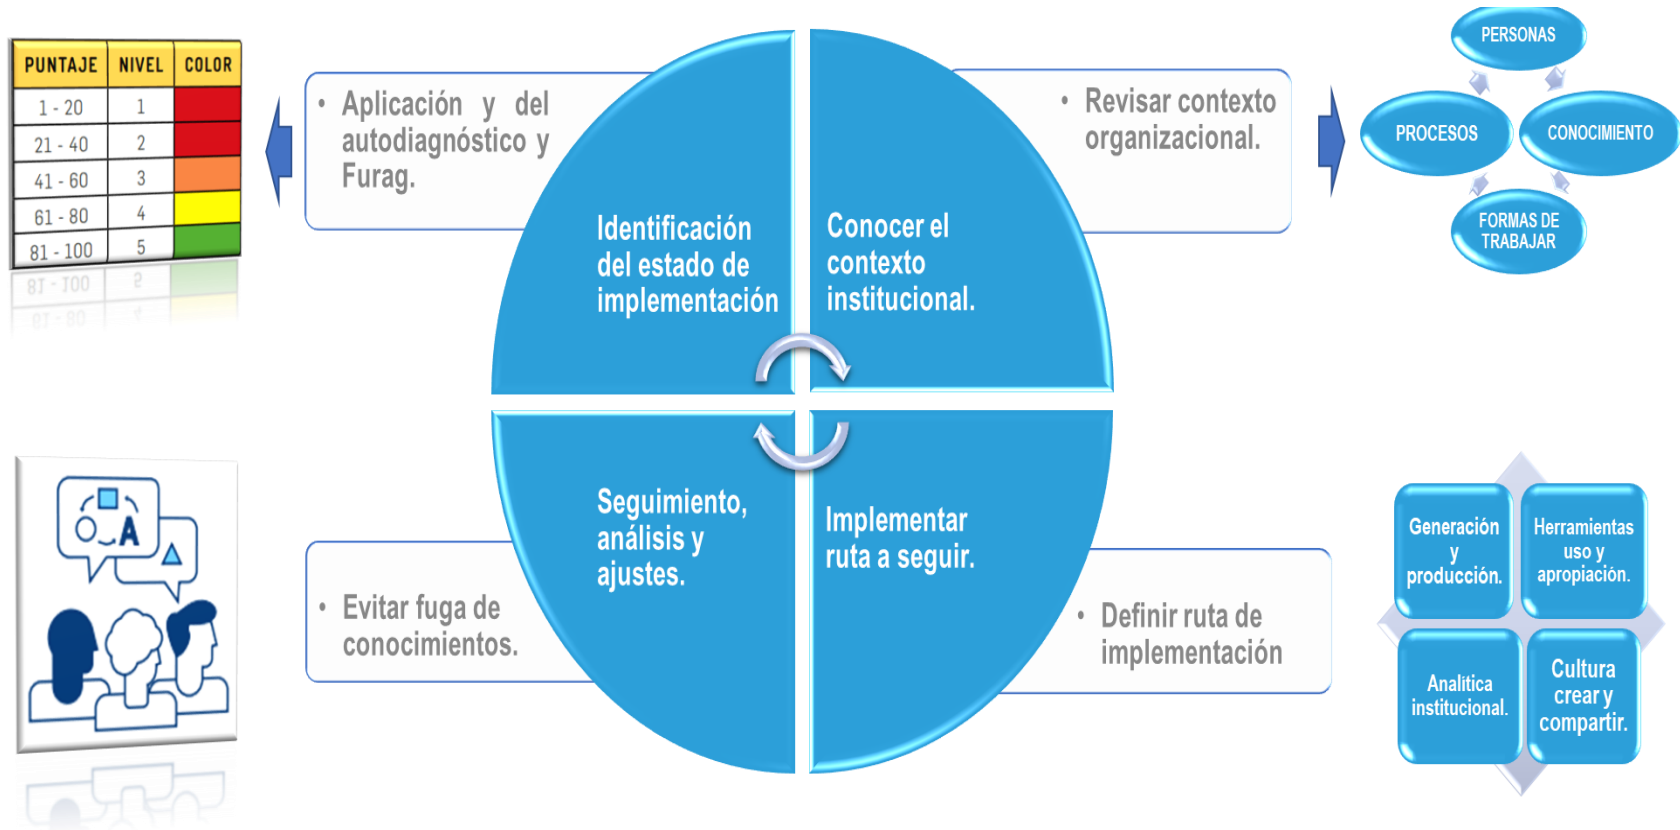 PUNTAJE NIVEL COLOR
1 - 20 1
21 - 40 2
41 - 60 3
61 - 80 4
81 - 100 5
• Aplicación y del
autodiagnóstico y
Furag.
Identificación
del estado de
implementación
Conocer el
contexto
institucional.
• Revisar contexto
organizacional.
PERSONAS
PROCESOS
CONOCIMIENTO
FORMAS DE
TRABAJAR
A
• Evitar fuga de
conocimientos.
Seguimiento,
análisis y
ajustes.
Implementar
ruta a seguir.
• Definir ruta de
implementación
Generación
y
producción.
Herramientas
uso y
apropiación.
Analítica
institucional.
Cultura
crear y
compartir.